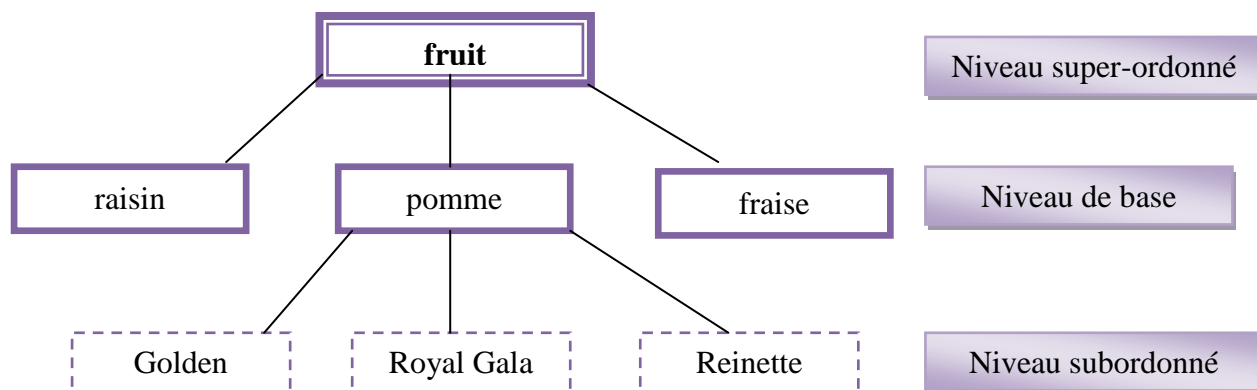 fruit
Niveau super-ordonné
raisin
pomme
fraise
Niveau de base
Golden
Royal Gala
Reinette
Niveau subordonné